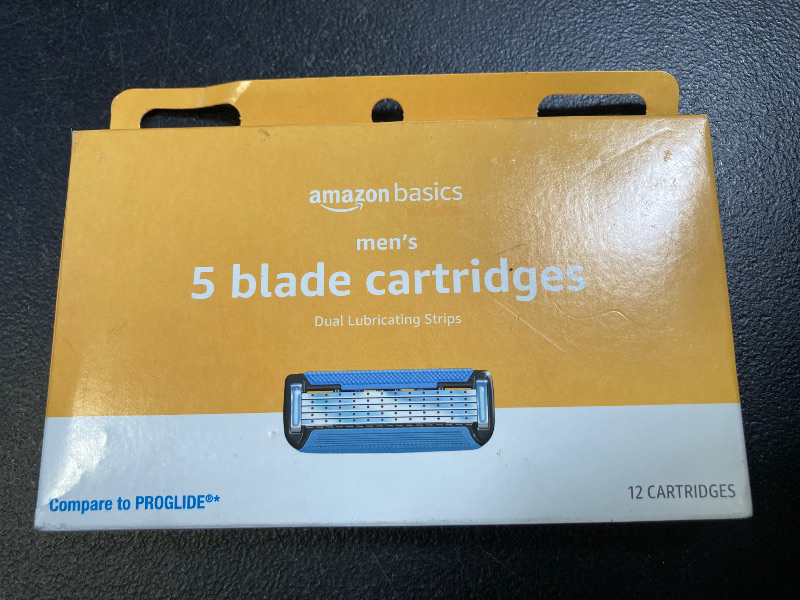 amazon basics
men's
5 blade cartridges
Dual Lubricating Strips
Compare to PROGLIDE®*
12 CARTRIDGES